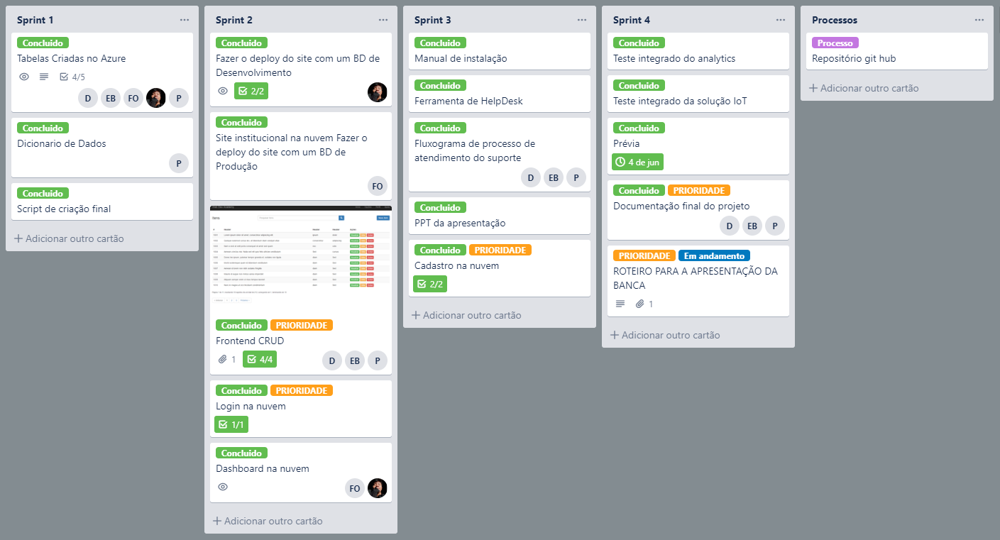 Sprint 1
Concluido
Tabelas Criadas no Azure
4/5
D EB FO P
Concluido
Dicionario de Dados
P
Concluido
Script de criação final
Adicionar outro cartão
Sprint 2
Concluido
Fazer o deploy do site com um BD de
Desenvolvimento
2/2
Concluido
Site institucional na nuvem Fazer o
deploy do site com um BD de
Produção
FO
Concluido PRIORIDADE
Frontend CRUD
1 4/4
D EB P
Concluido PRIORIDADE
Login na nuvem
1/1
Concluido
Dashboard na nuvem
FO
Adicionar outro cartão
Sprint 3
Concluido
Manual de instalação
Concluido
Ferramenta de HelpDesk
Concluido
Fluxograma de processo de
atendimento do suporte
D EB P
Concluido
PPT da apresentação
Concluido PRIORIDADE
Cadastro na nuvem
2/2
Adicionar outro cartão
Sprint 4
Concluido
Teste integrado do analytics
Concluido
Teste integrado da solução IoT
Concluido
Prévia
4 de jun
Concluido PRIORIDADE
Documentação final do projeto
D EB P
PRIORIDADE Em andamento
ROTEIRO PARA A APRESENTAÇÃO DA
BANCA
1
Adicionar outro cartão
Processos
Processo
Repositório git hub
Adicionar outro cartão